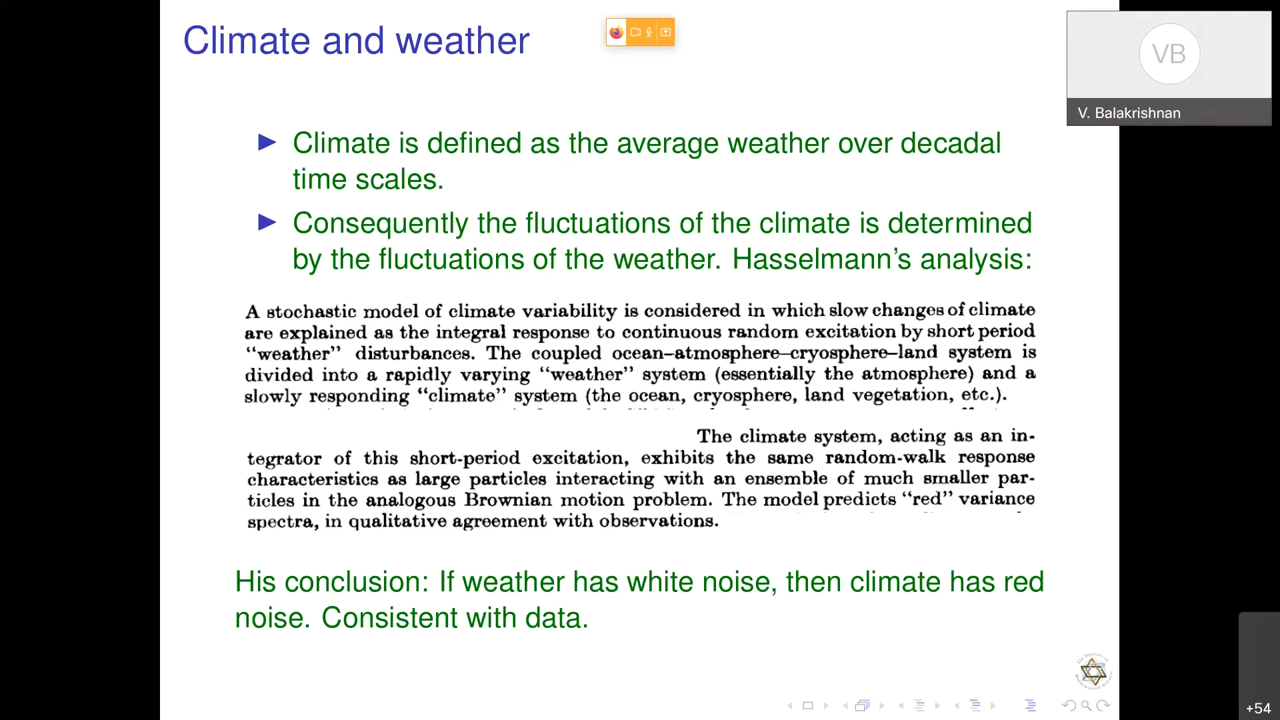 Climate and weather
VB
V. Balakrishnan
Climate is defined as the average weather over decadal
time scales.
Consequently the fluctuations of the climate is determined
by the fluctuations of the weather. Hasselmann's analysis:
A stochastic model of climate variability is considered in which slow changes of climate
are explained as the integral response to continuous random excitation by short period
“weather” disturbances. The coupled ocean–atmosphere–cryosphere–land system is
divided into a rapidly varying “weather” system (essentially the atmosphere) and a
slowly responding “climate” system (the ocean, cryosphere, land vegetation, etc.).
The climate system, acting as an in-
tegrator of this short-period excitation, exhibits the same random-walk response
characteristics as large particles interacting with an ensemble of much smaller par-
ticles in the analogous Brownian motion problem. The model predicts “red” variance
spectra, in qualitative agreement with observations.
His conclusion: If weather has white noise, then climate has red
noise. Consistent with data.
+54